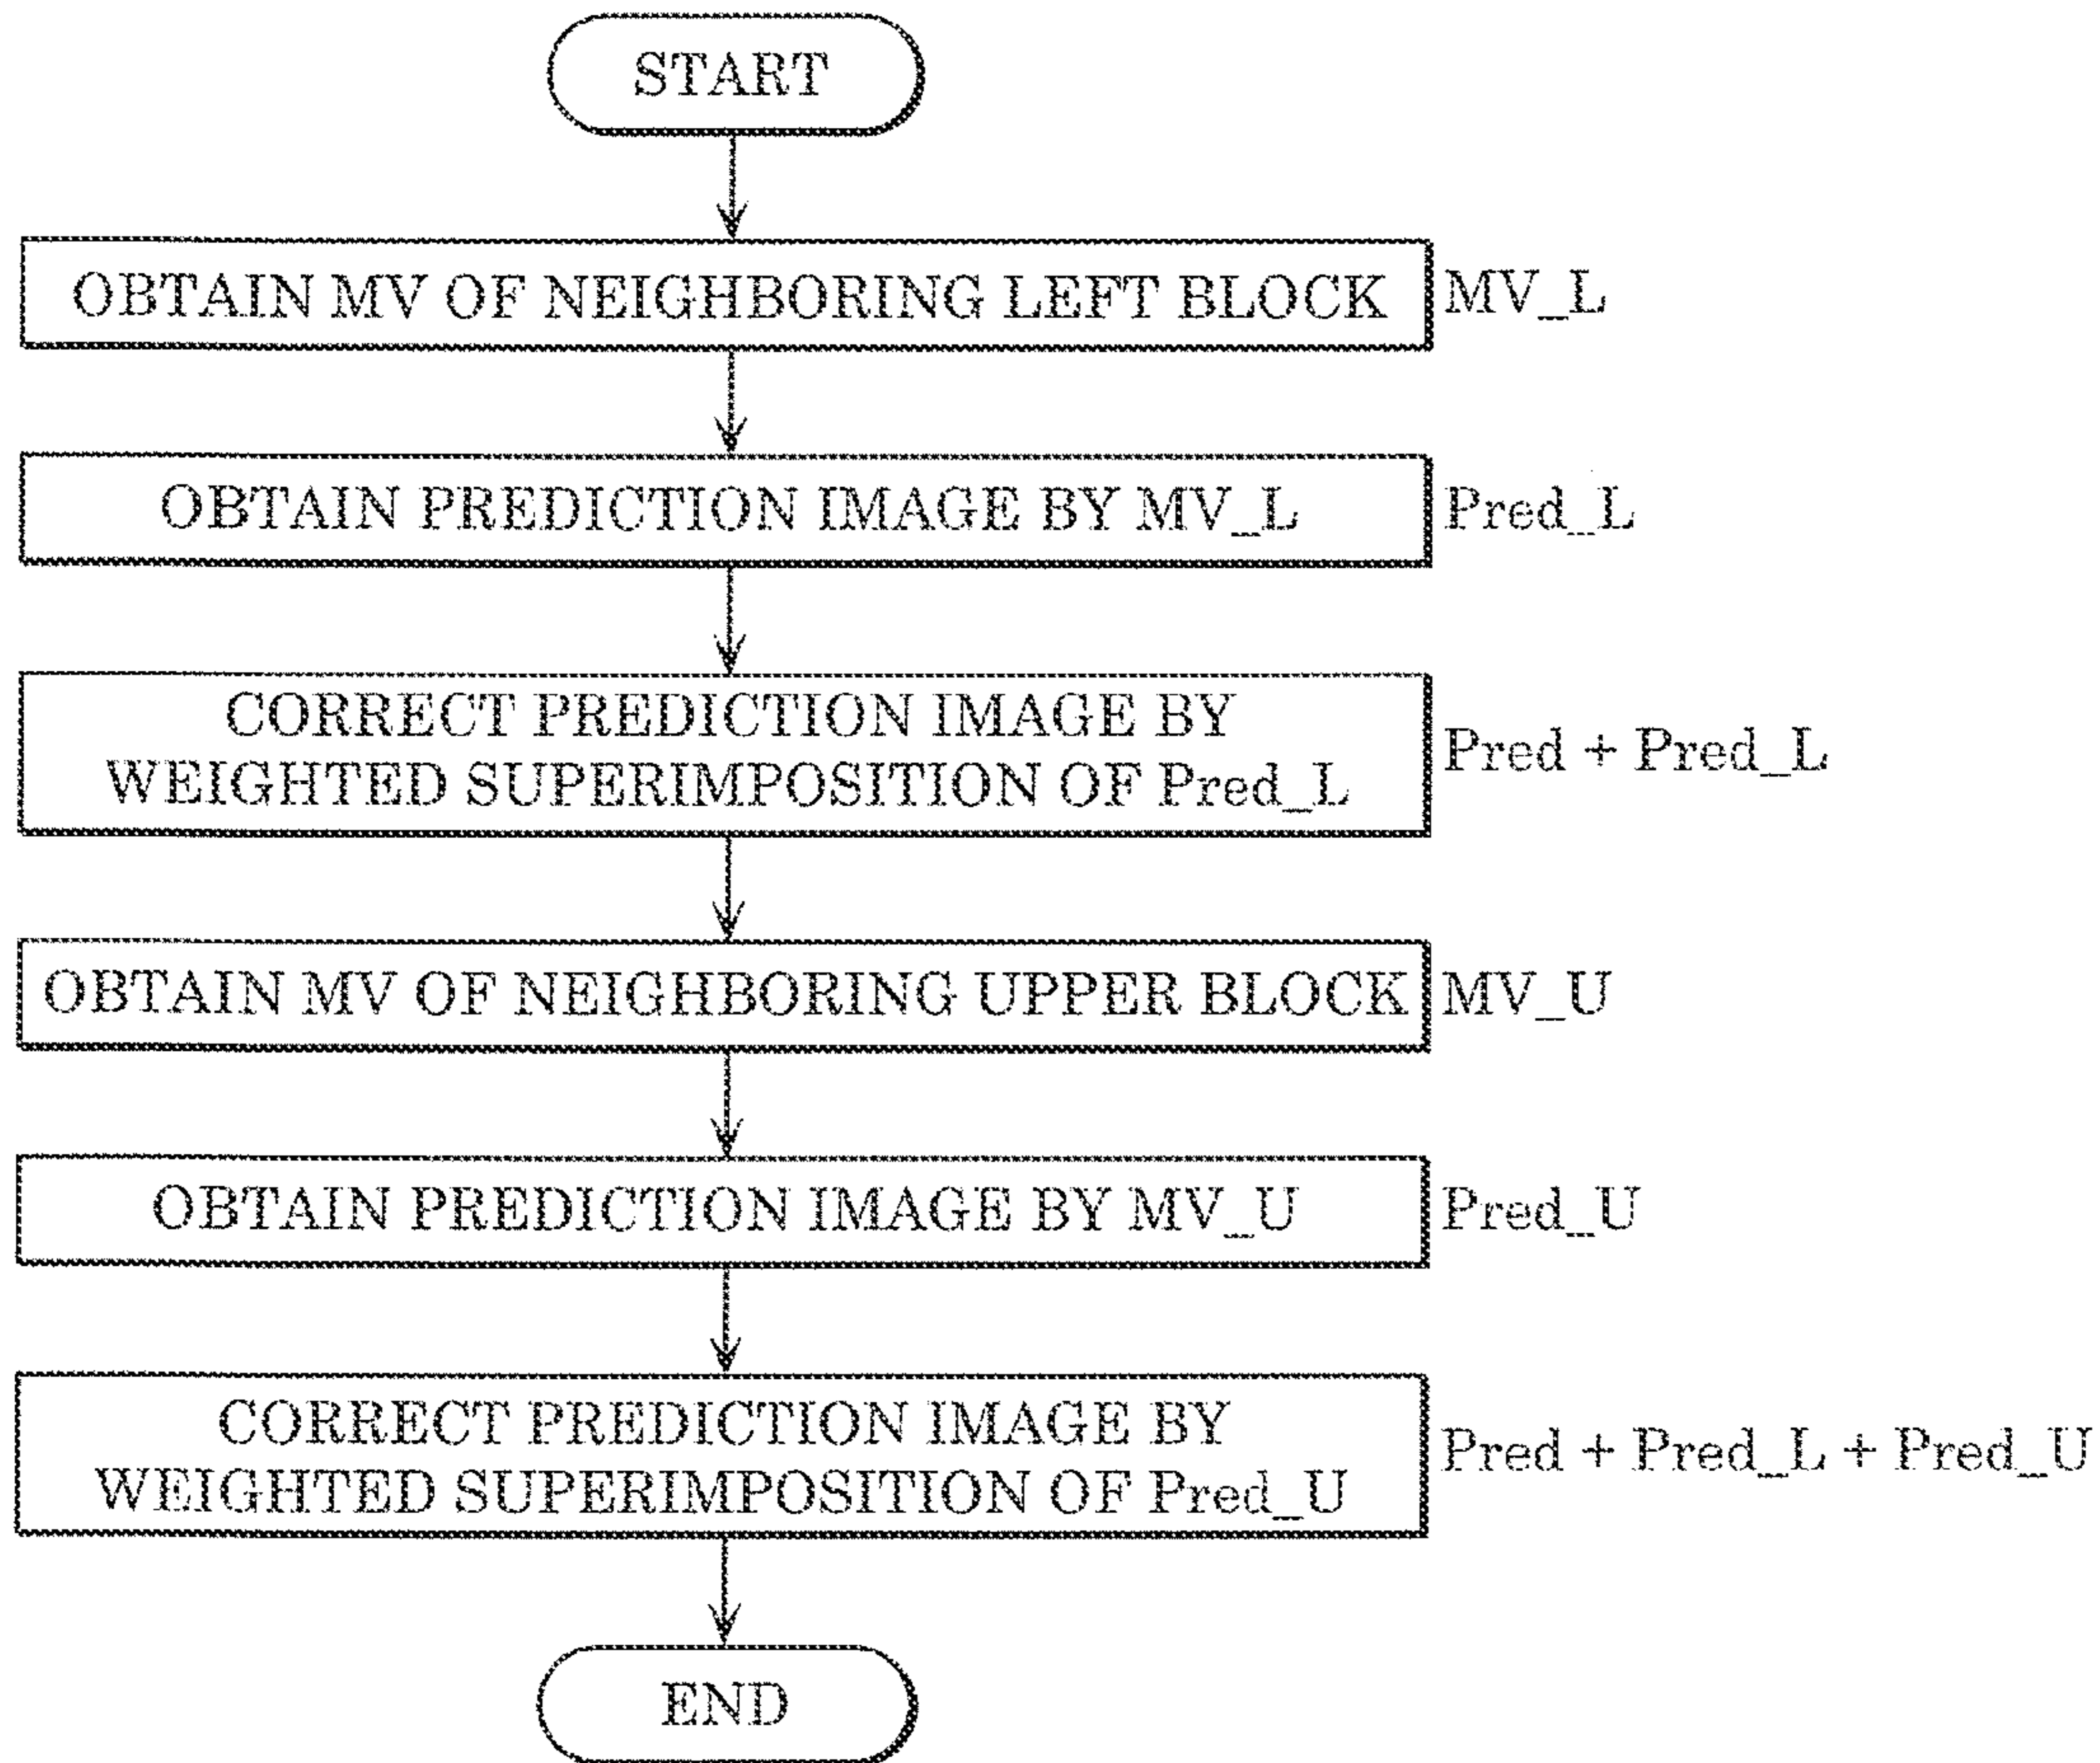 START
OBTAIN MV OF NEIGHBORING LEFT BLOCK
MV_L
OBTAIN PREDICTION IMAGE BY MV_L
Pred_L
CORRECT PREDICTION IMAGE BY
WEIGHTED SUPERIMPOSITION OF Pred_L
Pred + Pred_L
OBTAIN MV OF NEIGHBORING UPPER BLOCK
MV_U
OBTAIN PREDICTION IMAGE BY MV_U
Pred_U
CORRECT PREDICTION IMAGE BY
WEIGHTED SUPERIMPOSITION OF Pred_U
Pred + Pred_L + Pred_U
END